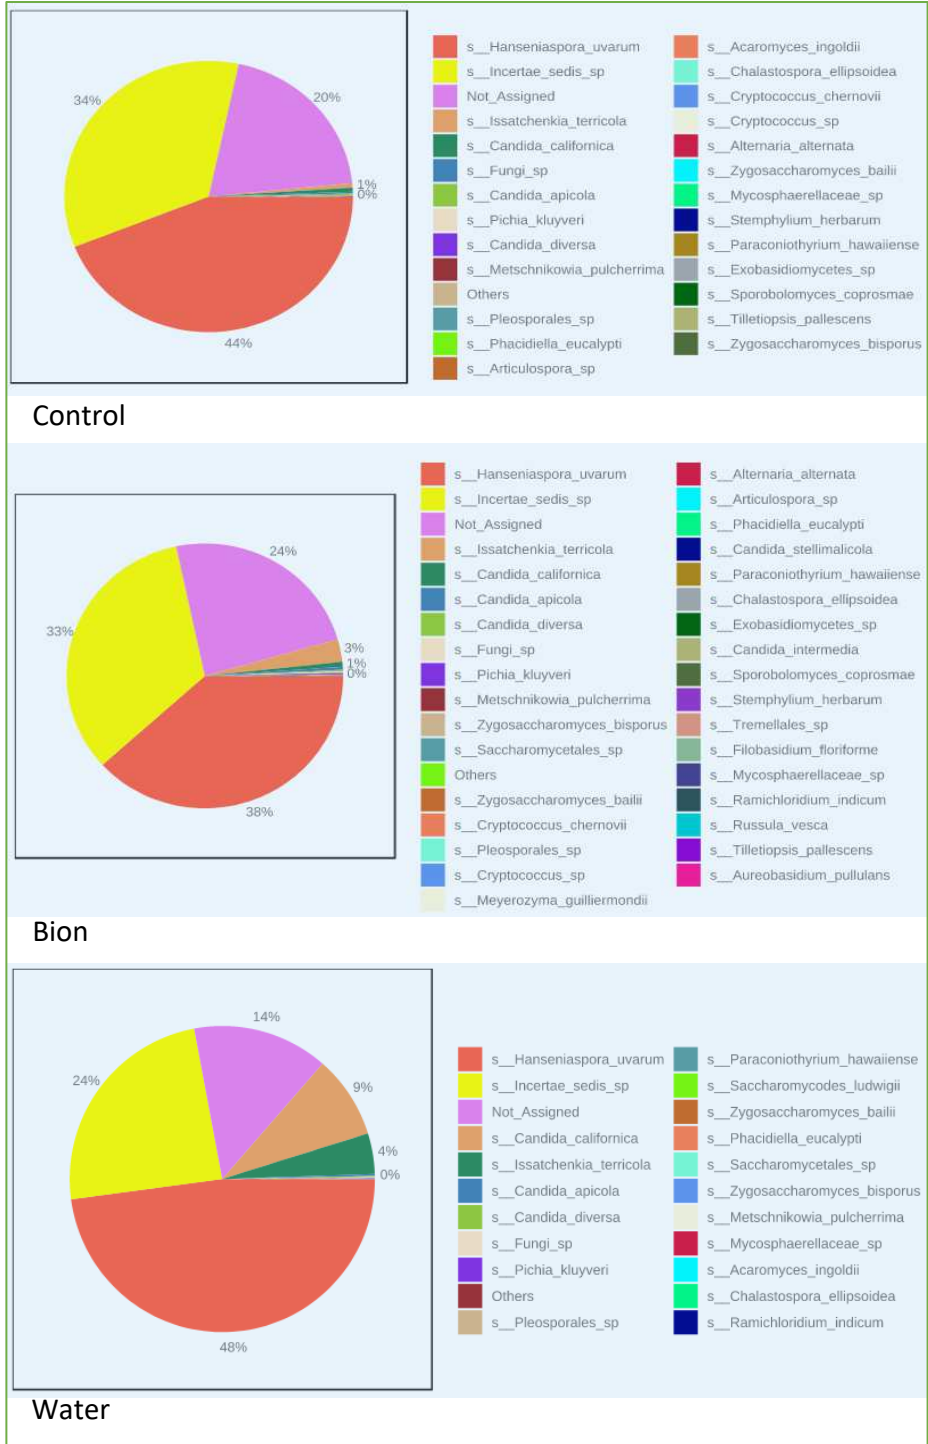 34%
20%
1%
0%
44%
s__Hanseniaspora_uvarum
s__Incertae_sedis_sp
Not_Assigned
s__Issatchenkia_terricola
s__Candida_californica
s__Fungi_sp
s__Candida_apicola
s__Pichia_kluyveri
s__Candida_diversa
s__Metschnikowia_pulcherrima
Others
s__Pleosporales_sp
s__Phacidiella_eucalypti
s__Articulospora_sp
s__Acaromyces_ingoldii
s__Chalastospora_ellipsoidea
s__Cryptococcus_chernovii
s__Cryptococcus_sp
s__Alternaria_alternata
s__Zygosaccharomyces_bailii
s__Mycosphaerellaceae_sp
s__Stemphylium_herbarum
s__Paraconiothyrium_hawaiiense
s__Exobasidiomycetes_sp
s__Sporobolomyces_coprosmae
s__Tilletiopsis_pallescens
s__Zygosaccharomyces_bisporus
Control
24%
33%
3%
1%
0%
38%
s__Hanseniaspora_uvarum
s__Incertae_sedis_sp
Not_Assigned
s__Issatchenkia_terricola
s__Candida_californica
s__Candida_apicola
s__Candida_diversa
s__Fungi_sp
s__Pichia_kluyveri
s__Metschnikowia_pulcherrima
s__Zygosaccharomyces_bisporus
s__Saccharomycetales_sp
Others
s__Zygosaccharomyces_bailii
s__Cryptococcus_chernovii
s__Pleosporales_sp
s__Cryptococcus_sp
s__Meyerozyma_guilliermondii
s__Alternaria_alternata
s__Articulospora_sp
s__Phacidiella_eucalypti
s__Candida_stellimalicola
s__Paraconiothyrium_hawaiiense
s__Chalastospora_ellipsoidea
s__Exobasidiomycetes_sp
s__Candida_intermedia
s__Sporobolomyces_coprosmae
s__Stemphylium_herbarum
s__Tremellales_sp
s__Filobasidium_floriforme
s__Mycosphaerellaceae_sp
s__Ramichloridium_indicum
s__Russula_vesca
s__Tilletiopsis_pallescens
s__Aureobasidium_pullulans
Bion
14%
24%
9%
4%
0%
48%
s__Hanseniaspora_uvarum
s__Incertae_sedis_sp
Not_Assigned
s__Candida_californica
s__Issatchenkia_terricola
s__Candida_apicola
s__Candida_diversa
s__Fungi_sp
s__Pichia_kluyveri
Others
s__Pleosporales_sp
s__Paraconiothyrium_hawaiiense
s__Saccharomycodes_ludwigii
s__Zygosaccharomyces_bailii
s__Phacidiella_eucalypti
s__Saccharomycetales_sp
s__Zygosaccharomyces_bisporus
s__Metschnikowia_pulcherrima
s__Mycosphaerellaceae_sp
s__Acaromyces_ingoldii
s__Chalastospora_ellipsoidea
s__Ramichloridium_indicum
Water